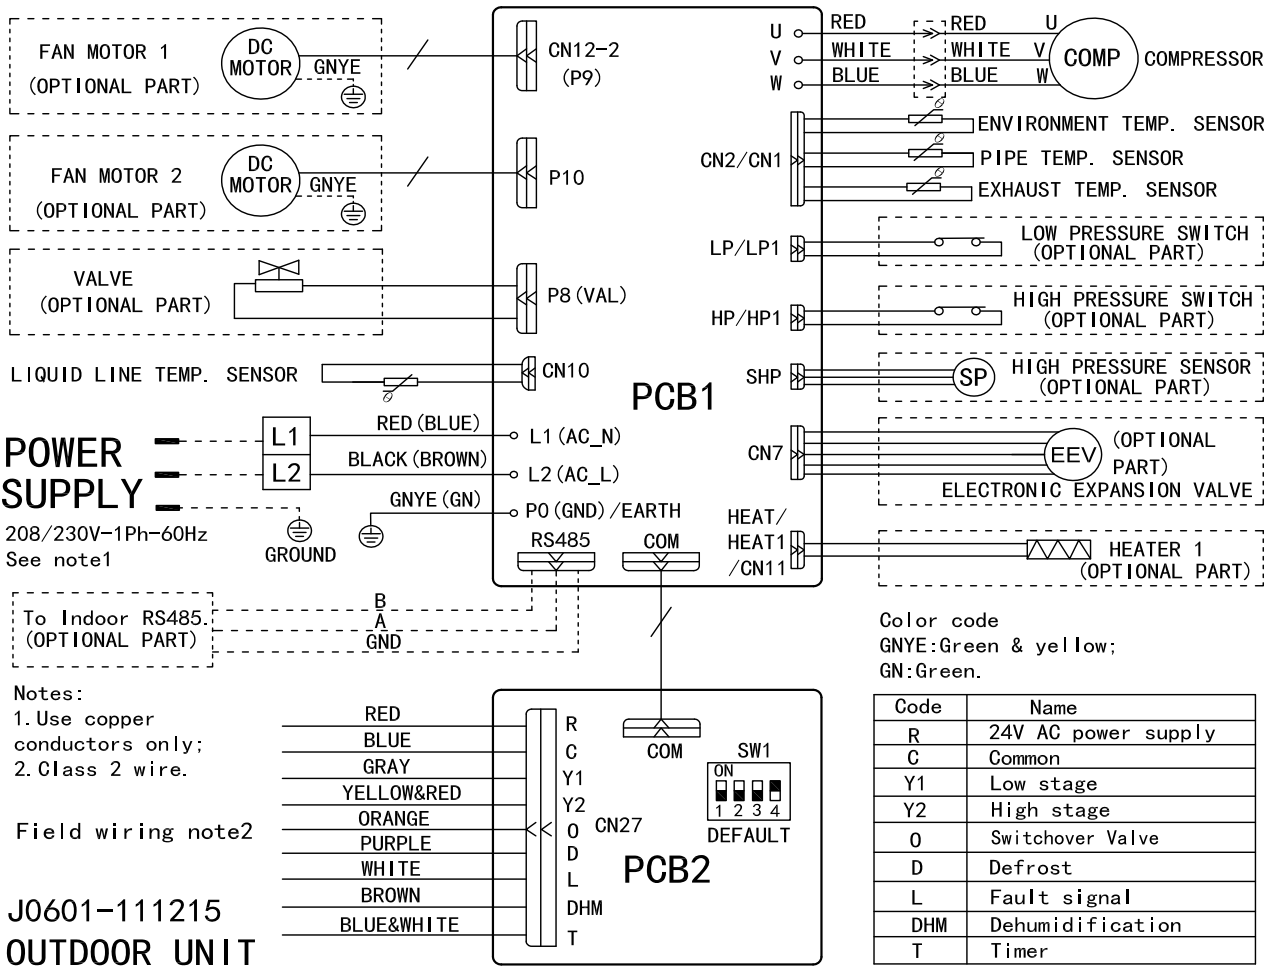 FAN MOTOR 1
(OPTIONAL PART)
DC
MOTOR
GNYE
CN12-2
(P9)
FAN MOTOR 2
(OPTIONAL PART)
DC
MOTOR
GNYE
P10
VALVE
(OPTIONAL PART)
P8(VAL)
LIQUID LINE TEMP. SENSOR
θ
CN10
PCB1
POWER
SUPPLY
208/230V-1Ph-60Hz
See note1
L1
L2
RED(BLUE)
BLACK(BROWN)
GNYE(GN)
GROUND
L1(AC_N)
L2(AC_L)
P0(GND)/EARTH
RS485
COM
U
V
W
RED
WHITE
BLUE
RED
WHITE
BLUE
U
V
W
COMP
COMPRESSOR
CN2/CN1
θ
ENVIRONMENT TEMP. SENSOR
θ
PIPE TEMP. SENSOR
θ
EXHAUST TEMP. SENSOR
LP/LP1
LOW PRESSURE SWITCH
(OPTIONAL PART)
HP/HP1
HIGH PRESSURE SWITCH
(OPTIONAL PART)
SHP
SP
HIGH PRESSURE SENSOR
(OPTIONAL PART)
CN7
EEV
(OPTIONAL
PART)
ELECTRONIC EXPANSION VALVE
HEAT/
HEAT1
/CN11
HEATER 1
(OPTIONAL PART)
To Indoor RS485.
(OPTIONAL PART)
B
A
GND
Notes:
1.Use copper
conductors only;
2.Class 2 wire.
Field wiring note2
J0601-111215
OUTDOOR UNIT
RED
BLUE
GRAY
YELLOW&RED
ORANGE
PURPLE
WHITE
BROWN
BLUE&WHITE
R
C
Y1
Y2
O
D
L
DHM
T
CN27
COM
PCB2
SW1
ON
1 2 3 4
DEFAULT
Color code
GNYE:Green & yellow;
GN:Green.
Code Name
R 24V AC power supply
C Common
Y1 Low stage
Y2 High stage
O Switchover Valve
D Defrost
L Fault signal
DHM Dehumidification
T Timer